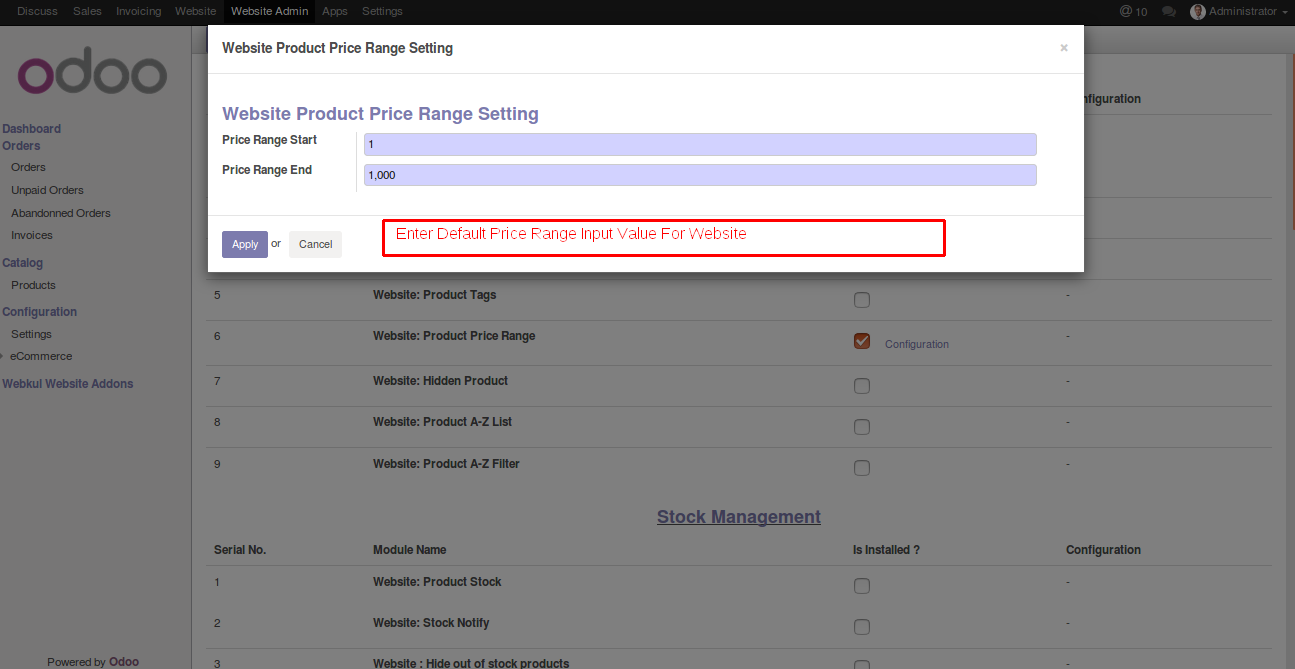 Discuss Sales Invoicing Website Website Admin Apps Settings @ 10 Administrator
Website Product Price Range Setting ×
odoo
Website Product Price Range Setting
Price Range Start 1
Price Range End 1,000
Apply or Cancel
Enter Default Price Range Input Value For Website
Dashboard
Orders
Orders
Unpaid Orders
Abandonned Orders
Invoices
Catalog
Products
Configuration
Settings
eCommerce
Webkul Website Addons
Powered by Odoo
nfiguration
5 Website: Product Tags -
6 Website: Product Price Range Configuration -
7 Website: Hidden Product -
8 Website: Product A-Z List -
9 Website: Product A-Z Filter -
Stock Management
Serial No. Module Name Is Installed ? Configuration
1 Website: Product Stock -
2 Website: Stock Notify -
3 Website : Hide out of stock products -